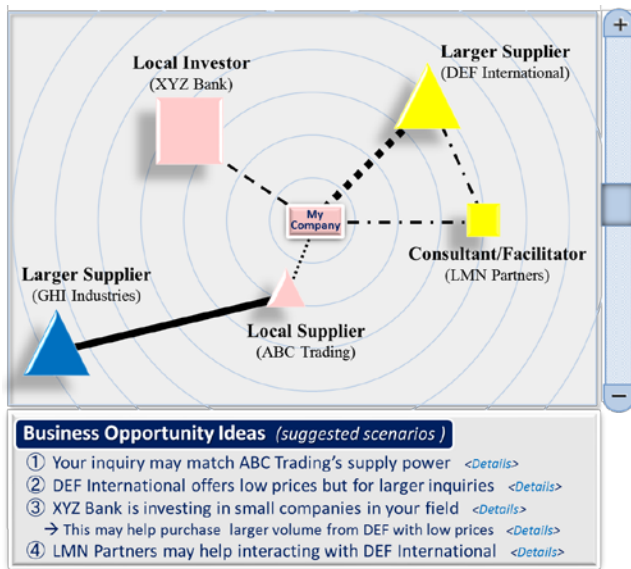 +
Local Investor
(XYZ Bank)
Larger Supplier
(DEF International)
My
Company
Consultant/Facilitator
(LMN Partners)
Larger Supplier
(GHI Industries)
Local Supplier
(ABC Trading)
−
Business Opportunity Ideas (suggested scenarios )
① Your inquiry may match ABC Trading's supply power <Details>
② DEF International offers low prices but for larger inquiries <Details>
③ XYZ Bank is investing in small companies in your field <Details>
→ This may help purchase larger volume from DEF with low prices <Details>
④ LMN Partners may help interacting with DEF International <Details>